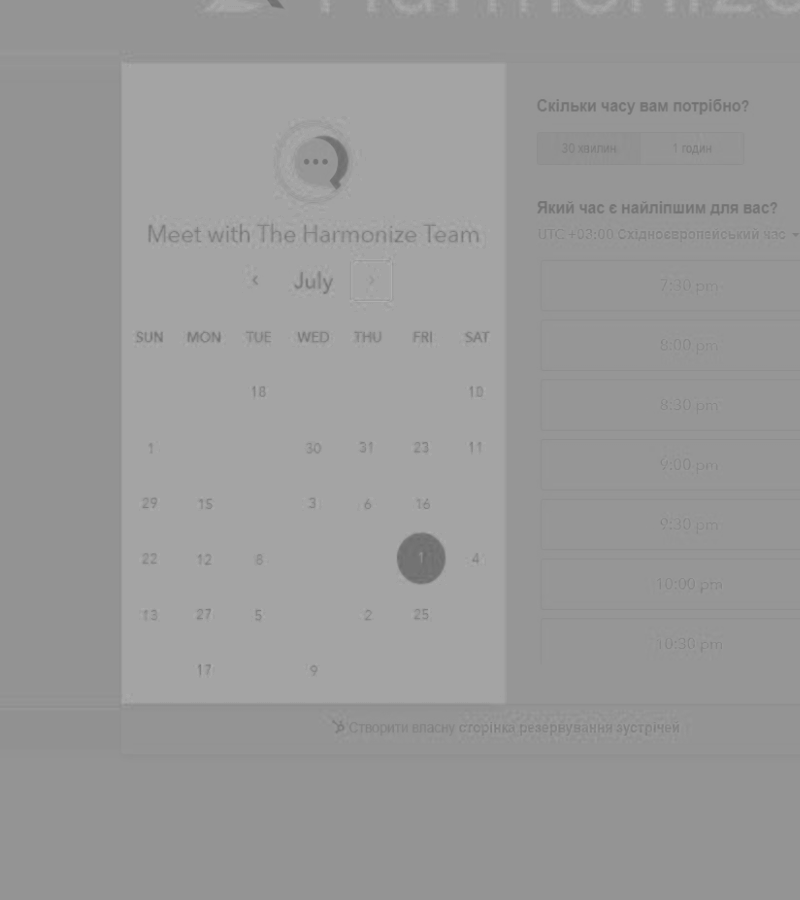 Harmonize
Meet with The Harmonize Team
‹ July ›
SUN MON TUE WED THU FRI SAT
18 10
1 30 31 23 11
29 15 3 6 16
22 12 8 1 4
13 27 5 2 25
17 9
Скільки часу вам потрібно?
30 хвилин 1 годин
Який час є найліпшим для вас?
UTC +03:00 Східноєвропейський час
7:30 pm
8:00 pm
8:30 pm
9:00 pm
9:30 pm
10:00 pm
10:30 pm
Створити власну сторінка резервування зустрічей